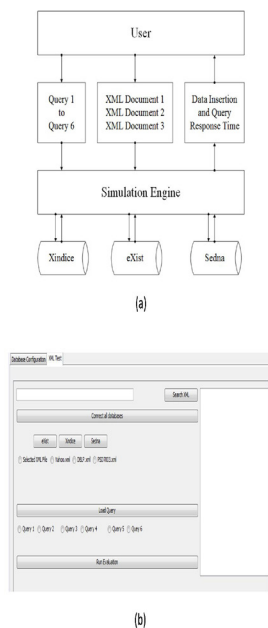 User
Query 1
to
Query 6
XML Document 1
XML Document 2
XML Document 3
Data Insertion
and Query
Response Time
Simulation Engine
Xindice
eXist
Sedna
(a)
Database Configuration XML Test
Search XML
Connect all databases
eXist Xindice Sedna
Selected XML File Yahoo.xml DBLP.xml
Load Query
Query 1 Query 2 Query 3 Query 4 Query 5 Query 6
Run Evaluation
(b)